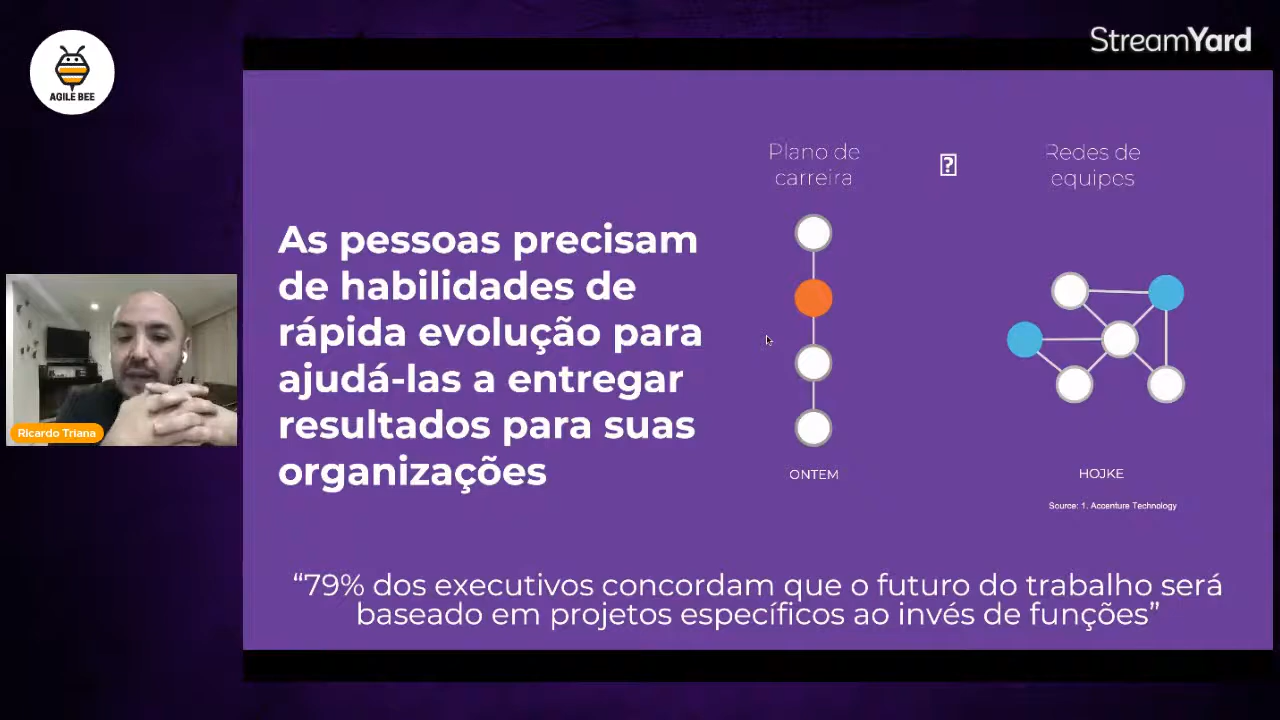 AGILE BEE
StreamYard
Plano de
carreira
Redes de
equipes
As pessoas precisam
de habilidades de
rápida evolução para
ajudá-las a entregar
resultados para suas
organizações
ONTEM
HOJKE
Source: 1. Accenture Technology
Ricardo Triana
“79% dos executivos concordam que o futuro do trabalho será
baseado em projetos específicos ao invés de funções”